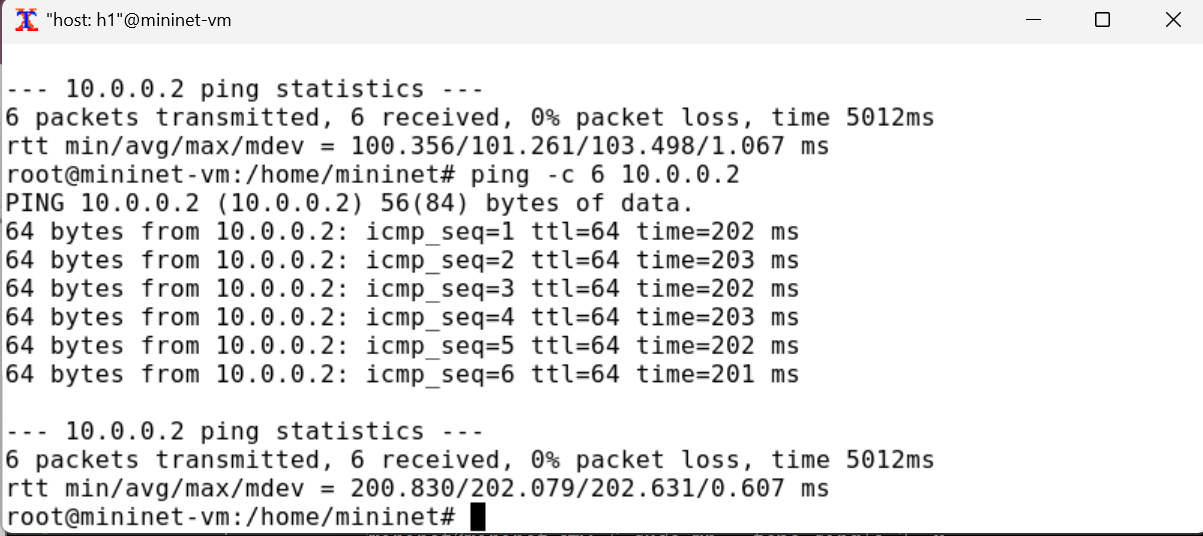 "host: h1"@mininet-vm
--- 10.0.0.2 ping statistics ---
6 packets transmitted, 6 received, 0% packet loss, time 5012ms
rtt min/avg/max/mdev = 100.356/101.261/103.498/1.067 ms
root@mininet-vm:/home/mininet# ping -c 6 10.0.0.2
PING 10.0.0.2 (10.0.0.2) 56(84) bytes of data.
64 bytes from 10.0.0.2: icmp_seq=1 ttl=64 time=202 ms
64 bytes from 10.0.0.2: icmp_seq=2 ttl=64 time=203 ms
64 bytes from 10.0.0.2: icmp_seq=3 ttl=64 time=202 ms
64 bytes from 10.0.0.2: icmp_seq=4 ttl=64 time=203 ms
64 bytes from 10.0.0.2: icmp_seq=5 ttl=64 time=202 ms
64 bytes from 10.0.0.2: icmp_seq=6 ttl=64 time=201 ms
--- 10.0.0.2 ping statistics ---
6 packets transmitted, 6 received, 0% packet loss, time 5012ms
rtt min/avg/max/mdev = 200.830/202.079/202.631/0.607 ms
root@mininet-vm:/home/mininet#